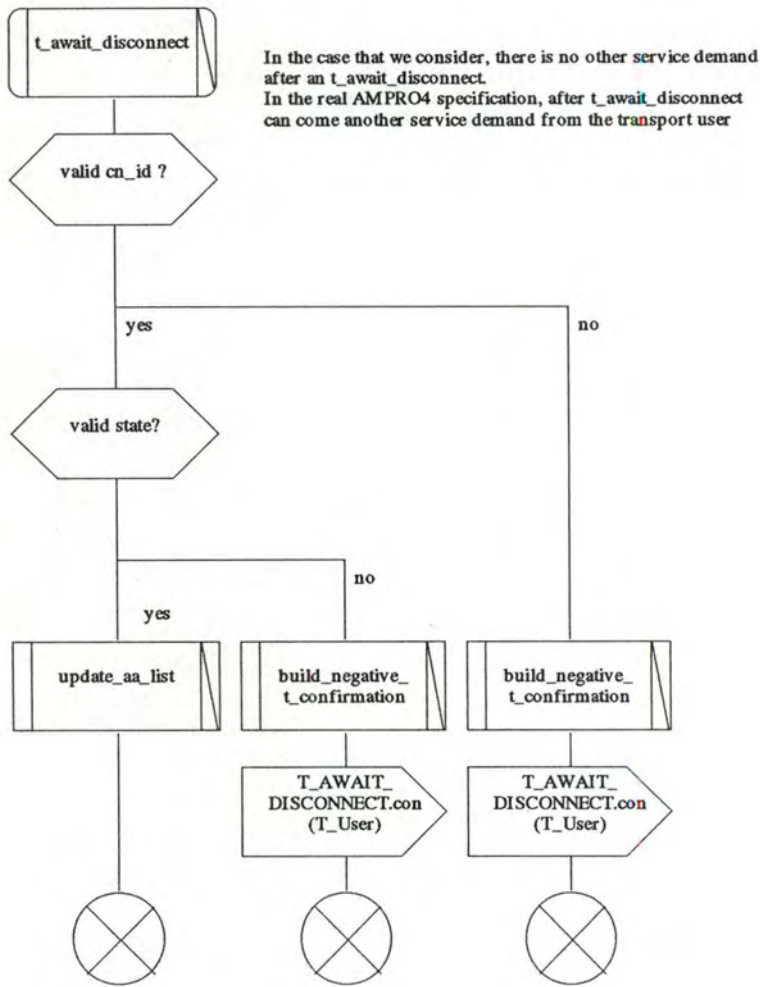 t_await_disconnect
In the case that we consider, there is no other service demand
after an t_await_disconnect.
In the real AMPRO4 specification, after t_await_disconnect
can come another service demand from the transport user
valid cn_id ?
yes
no
valid state?
no
yes
update_aa_list
build_negative_
t_confirmation
build_negative_
t_confirmation
T_AWAIT_
DISCONNECT.con
(T_User)
T_AWAIT_
DISCONNECT.con
(T_User)